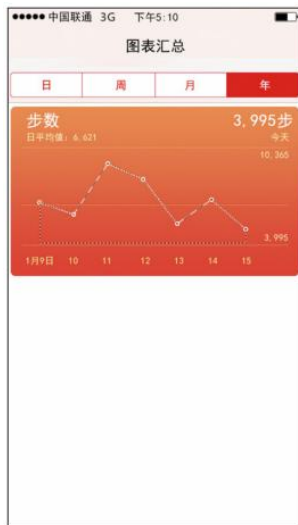 中国联通 3G 下午5:10
图表汇总
日 周 月 年
步数 3,995步
日平均值: 6,621 今天
10,365
3,995
1月9日 10 11 12 13 14 15